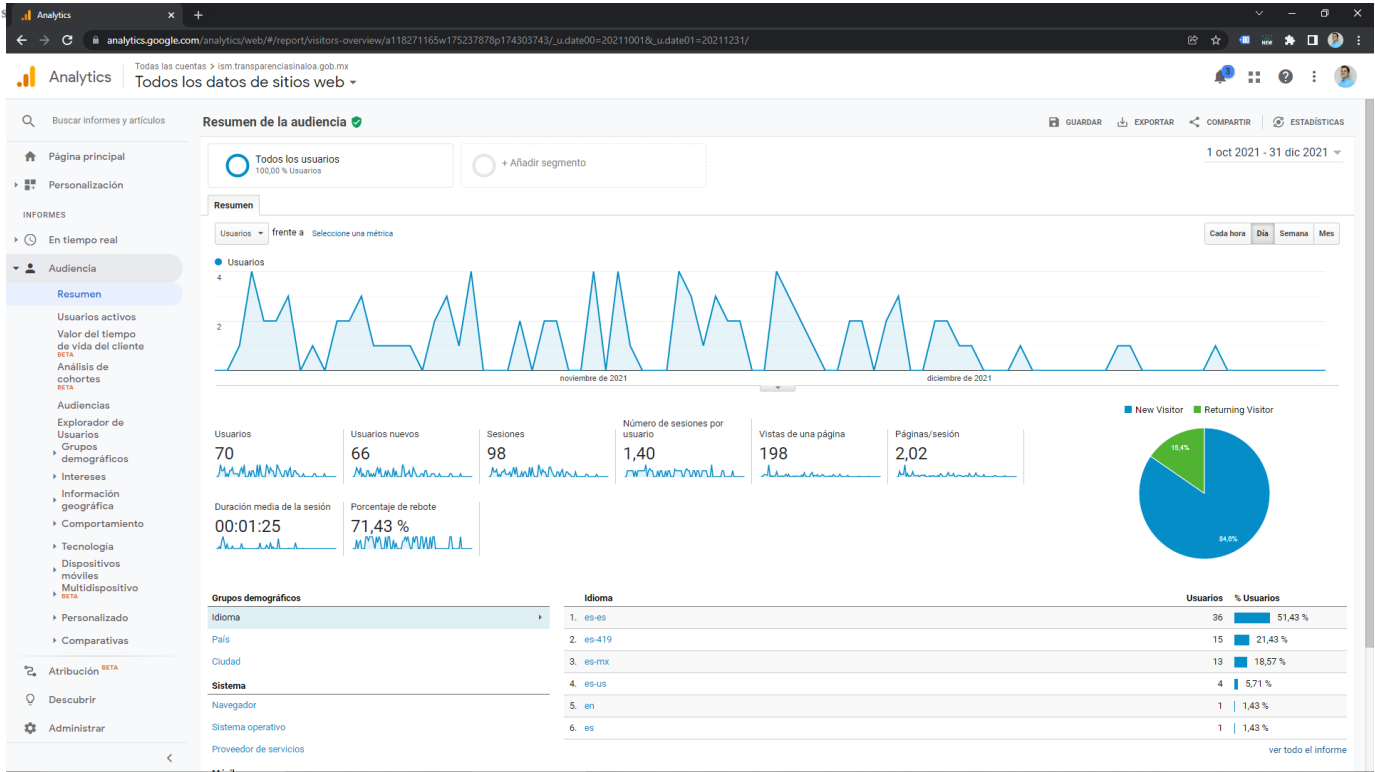 Analytics
analytics.google.com/analytics/web/#/report/visitors-overview/a118271165w175237878p174303743/_u.date00=20211001&_u.date01=20211231/
NEW
Analytics
Todas las cuentas > ism.transparenciasinaloa.gob.mx
Todos los datos de sitios web
3
Buscar informes y artículos
Página principal
Personalización
INFORMES
En tiempo real
Audiencia
Resumen
Usuarios activos
Valor del tiempo
de vida del cliente
BETA
Análisis de
cohortes
BETA
Audiencias
Explorador de
Usuarios
Grupos
demográficos
Intereses
Información
geográfica
Comportamiento
Tecnología
Dispositivos
móviles
Multidispositivo
BETA
Personalizado
Comparativas
Atribución BETA
Descubrir
Administrar
Resumen de la audiencia
GUARDAR EXPORTAR COMPARTIR ESTADÍSTICAS
Todos los usuarios
100,00 % Usuarios
+ Añadir segmento
1 oct 2021 - 31 dic 2021
Resumen
Usuarios frente a Seleccione una métrica
Cada hora Día Semana Mes
Usuarios
4
2
noviembre de 2021 diciembre de 2021
New Visitor Returning Visitor
15,4%
84,6%
Usuarios
70
Usuarios nuevos
66
Sesiones
98
Número de sesiones por
usuario
1,40
Vistas de una página
198
Páginas/sesión
2,02
Duración media de la sesión
00:01:25
Porcentaje de rebote
71,43 %
Grupos demográficos
Idioma
País
Ciudad
Sistema
Navegador
Sistema operativo
Proveedor de servicios
Idioma Usuarios % Usuarios
1. es-es 36 51,43 %
2. es-419 15 21,43 %
3. es-mx 13 18,57 %
4. es-us 4 5,71 %
5. en 1 1,43 %
6. es 1 1,43 %
ver todo el informe